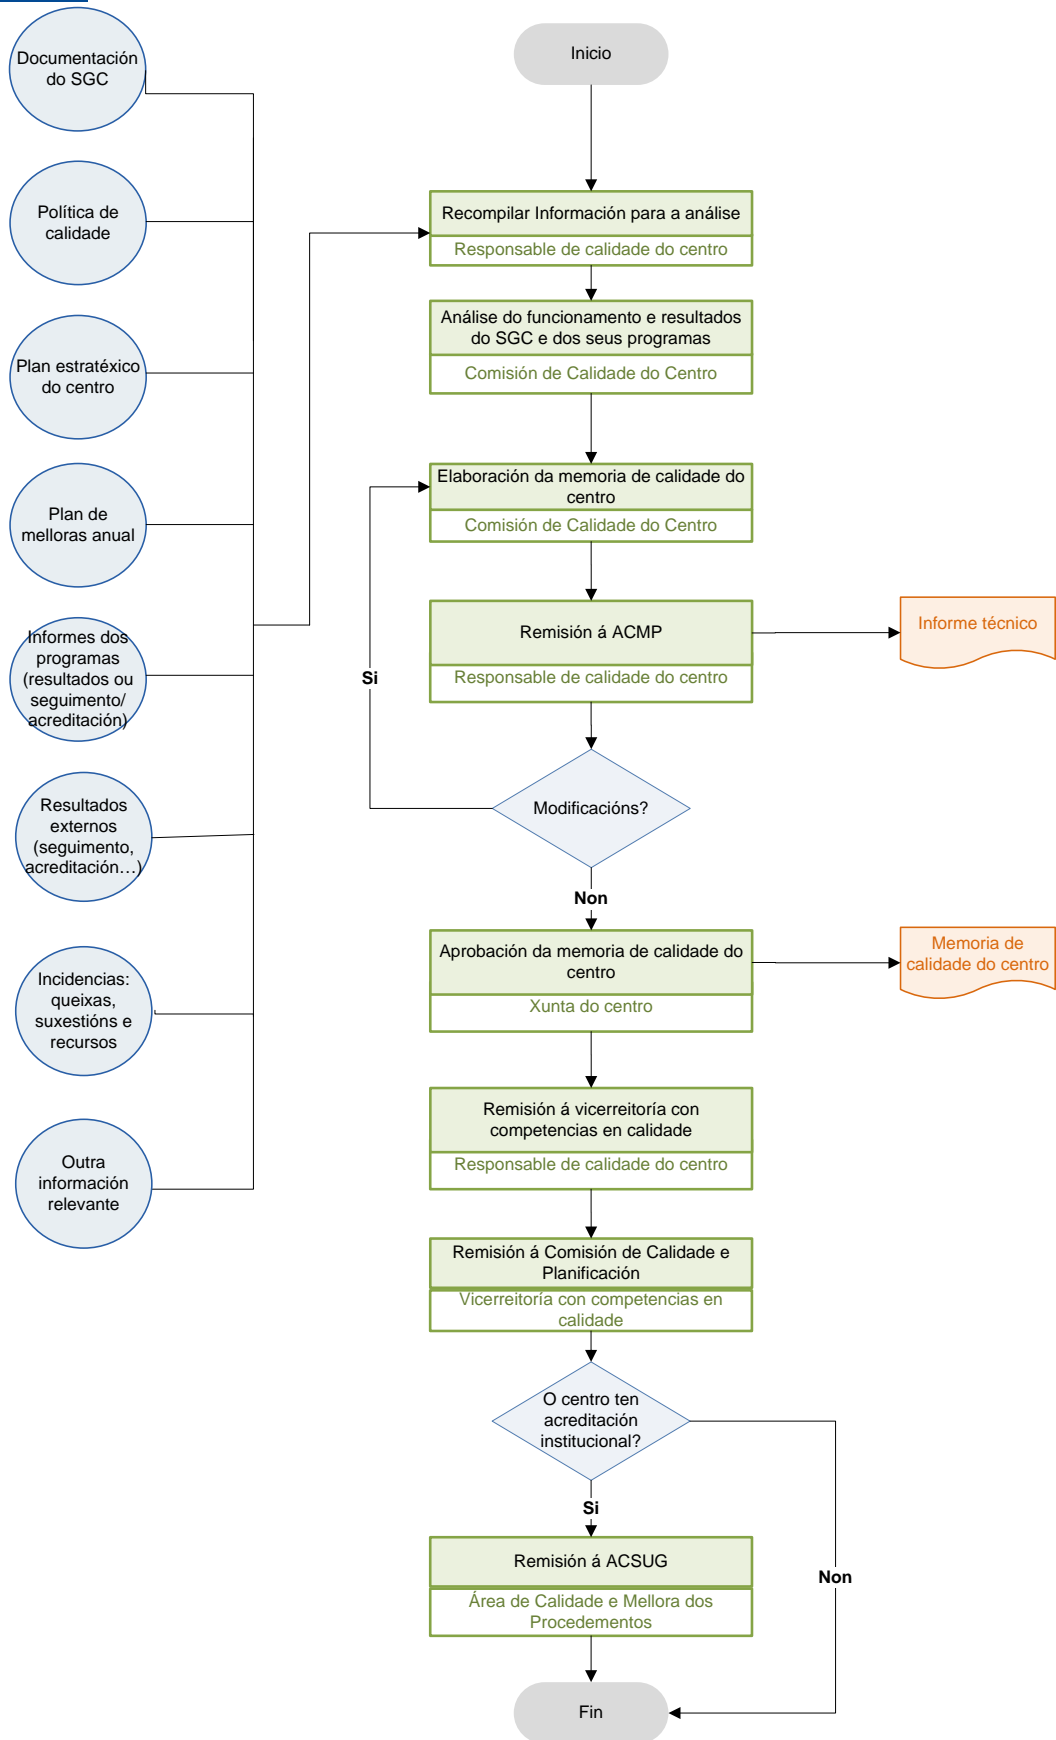 Documentación
do SGC
Política de
calidade
Plan estratéxico
do centro
Plan de
melloras anual
Informes dos
programas
(resultados ou
seguimento/
acreditación)
Resultados
externos
(seguimento,
acreditación…)
Incidencias:
queixas,
suxestións e
recursos
Outra
información
relevante
Inicio
Recompilar Información para a análise
Responsable de calidade do centro
Análise do funcionamento e resultados
do SGC e dos seus programas
Comisión de Calidade do Centro
Elaboración da memoria de calidade do
centro
Comisión de Calidade do Centro
Remisión á ACMP
Responsable de calidade do centro
Informe técnico
Si
Modificacións?
Non
Aprobación da memoria de calidade do
centro
Xunta do centro
Memoria de
calidade do centro
Remisión á vicerreitoría con
competencias en calidade
Responsable de calidade do centro
Remisión á Comisión de Calidade e
Planificación
Vicerreitoría con competencias en
calidade
O centro ten
acreditación
institucional?
Si
Non
Remisión á ACSUG
Área de Calidade e Mellora dos
Procedementos
Fin